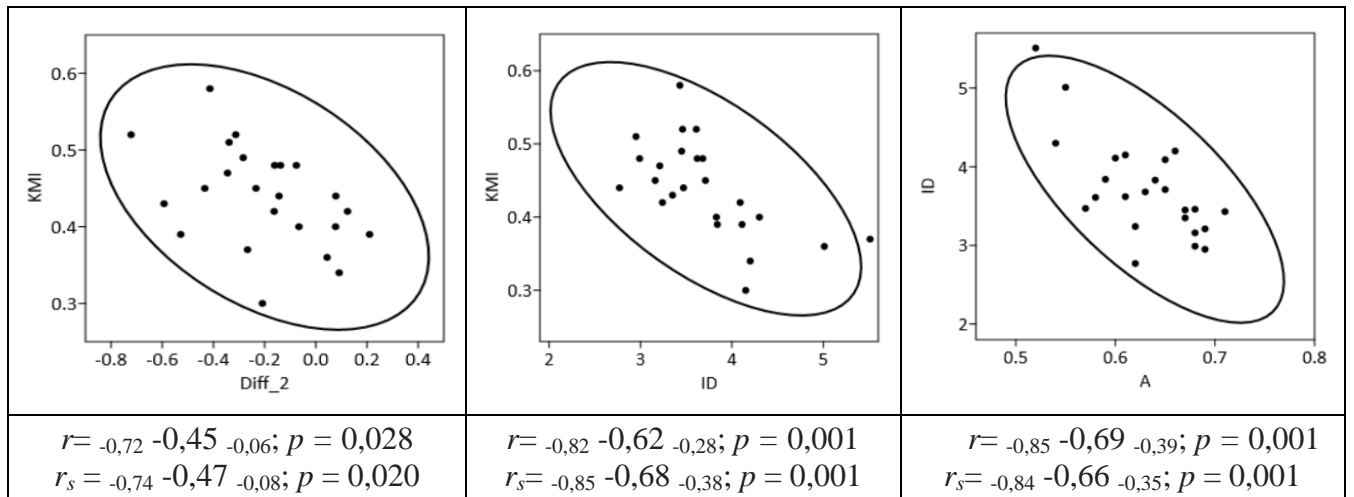 KMI
0.6
0.5
0.4
0.3
-0.8 -0.6 -0.4 -0.2 0.0 0.2 0.4
Diff_2
KMI
0.6
0.5
0.4
0.3
2 3 4 5
ID
ID
5
4
3
2
0.5 0.6 0.7 0.8
A
r= -0,72 -0,45 -0,06; p = 0,028
rs = -0,74 -0,47 -0,08; p = 0,020
r= -0,82 -0,62 -0,28; p = 0,001
rs= -0,85 -0,68 -0,38; p = 0,001
r= -0,85 -0,69 -0,39; p = 0,001
rs= -0,84 -0,66 -0,35; p = 0,001